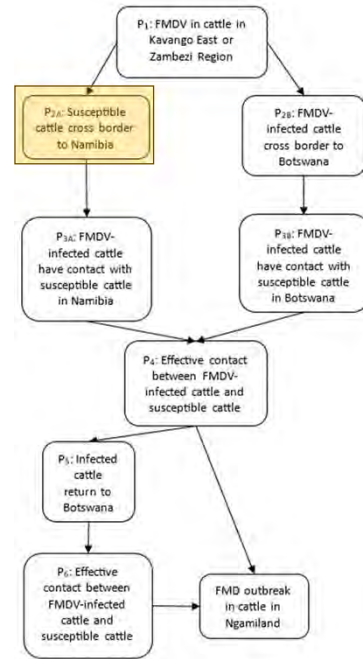 P1: FMDV in cattle in
Kavango East or
Zambezi Region
P2A: Susceptible
cattle cross border
to Namibia
P2B: FMDV-
infected cattle
cross border to
Botswana
P3A: FMDV-
infected cattle
have contact with
susceptible cattle
in Namibia
P3B: FMDV-
infected cattle
have contact with
susceptible cattle
in Botswana
P4: Effective contact
between FMDV-
infected cattle and
susceptible cattle
P5: Infected
cattle
return to
Botswana
P6: Effective
contact between
FMDV-infected
cattle and
susceptible cattle
FMD outbreak
in cattle in
Ngamiland